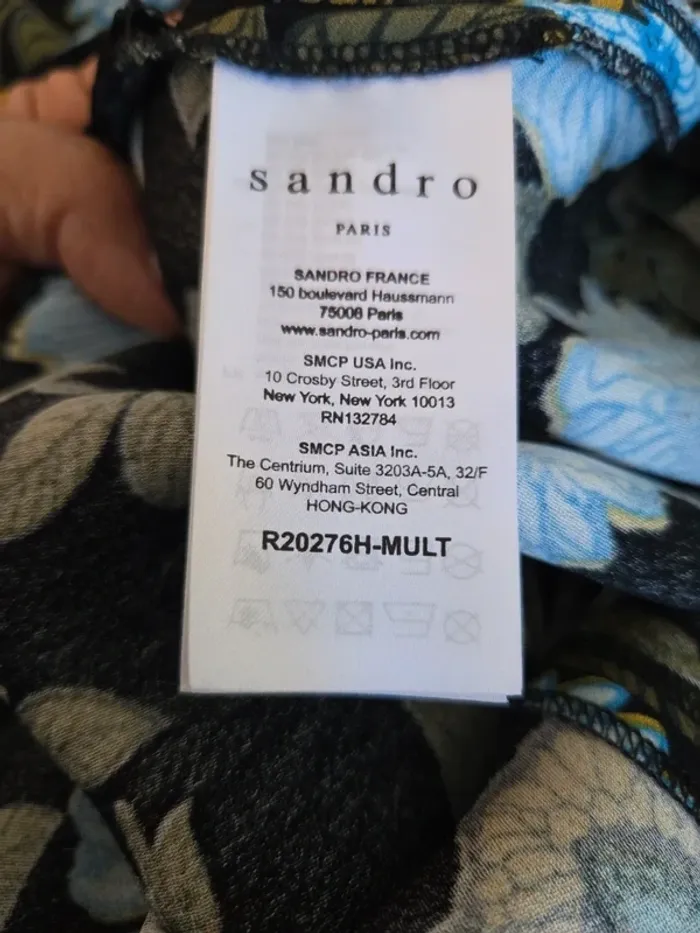 sandro
PARIS
SANDRO FRANCE
150 boulevard Haussmann
75008 Paris
www.sandro-paris.com
SMCP USA Inc.
10 Crosby Street, 3rd Floor
New York, New York 10013
RN132784
SMCP ASIA Inc.
The Centrium, Suite 3203A-5A, 32/F
60 Wyndham Street, Central
HONG-KONG
R20276H-MULT